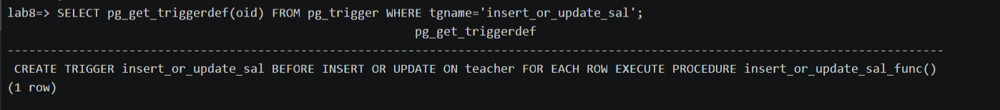 lab8=> SELECT pg_get_triggerdef(oid) FROM pg_trigger WHERE tgname='insert_or_update_sal';
pg_get_triggerdef
-----------------------------------------------------------------------------------------------------------------------------------
CREATE TRIGGER insert_or_update_sal BEFORE INSERT OR UPDATE ON teacher FOR EACH ROW EXECUTE PROCEDURE insert_or_update_sal_func()
(1 row)